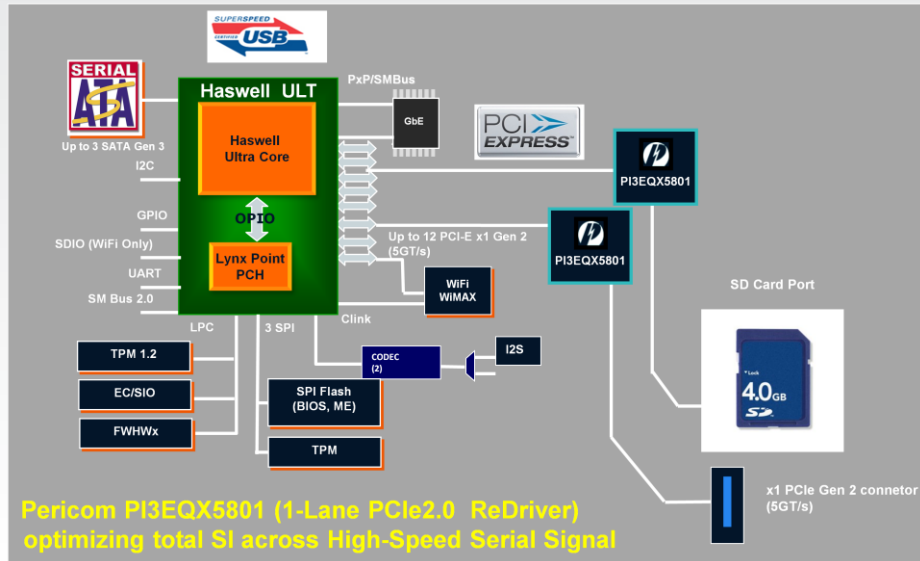 SUPERSPEED
CERTIFIED USB
SERIAL
ATA
Up to 3 SATA Gen 3
I2C
GPIO
SDIO (WiFi Only)
UART
SM Bus 2.0
Haswell ULT
Haswell
Ultra Core
OPIO
Lynx Point
PCH
PxP/SMBus
GbE
PCI
EXPRESS
PI3EQX5801
PI3EQX5801
Up to 12 PCI-E x1 Gen 2
(5GT/s)
WiFi
WiMAX
LPC
3 SPI
Clink
TPM 1.2
EC/SIO
FWHWx
CODEC
(2)
I2S
SPI Flash
(BIOS, ME)
TPM
SD Card Port
Lock
4.0GB
SD
x1 PCIe Gen 2 connetor
(5GT/s)
Pericom PI3EQX5801 (1-Lane PCIe2.0 ReDriver)
optimizing total SI across High-Speed Serial Signal